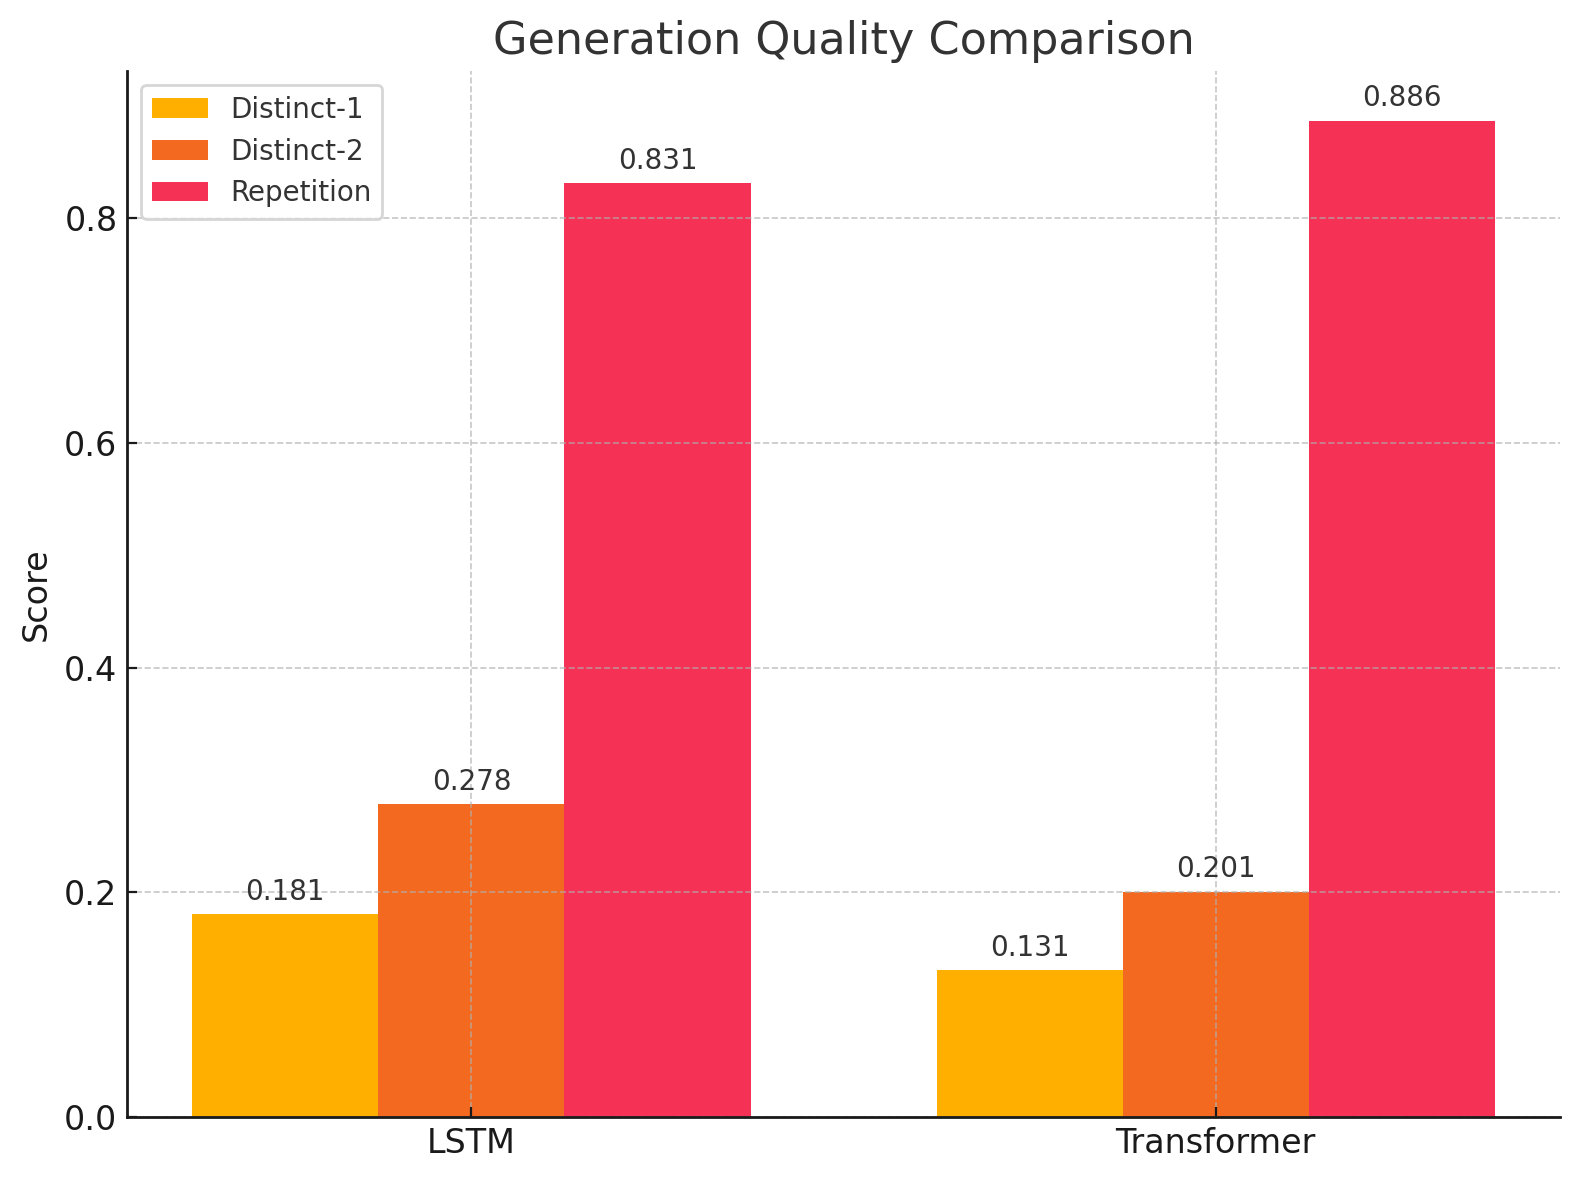 Generation Quality Comparison
Distinct-1
Distinct-2
Repetition
Score
0.8
0.6
0.4
0.2
0.0
0.181
0.278
0.831
0.131
0.201
0.886
LSTM
Transformer